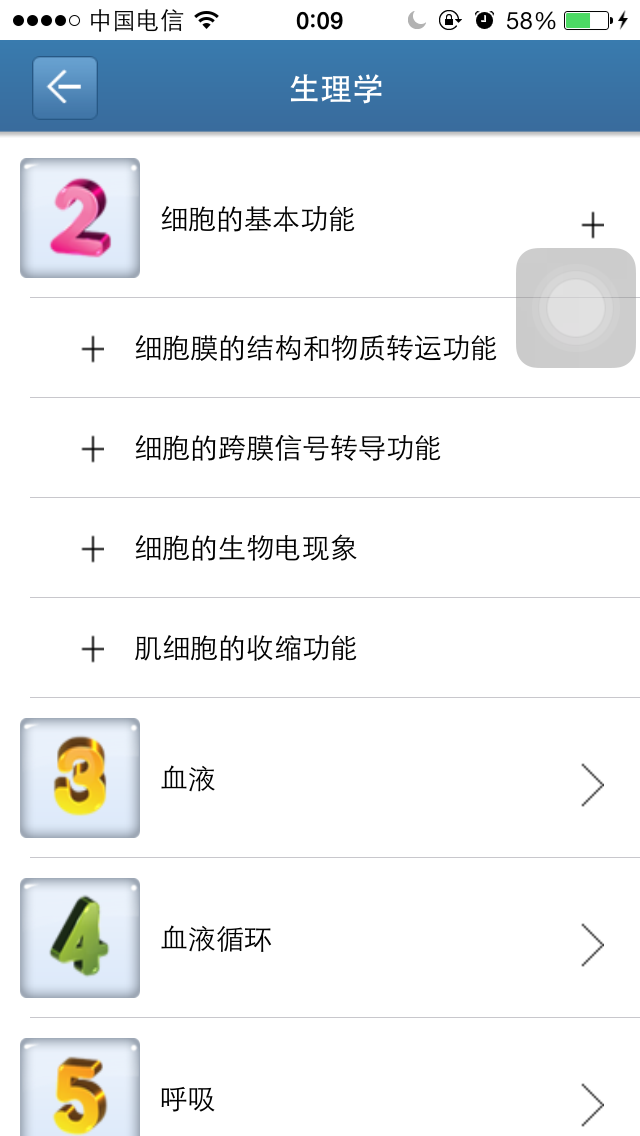 中国电信 0:09 58%
生理学
2 细胞的基本功能
细胞膜的结构和物质转运功能
细胞的跨膜信号转导功能
细胞的生物电现象
肌细胞的收缩功能
3 血液
4 血液循环
5 呼吸